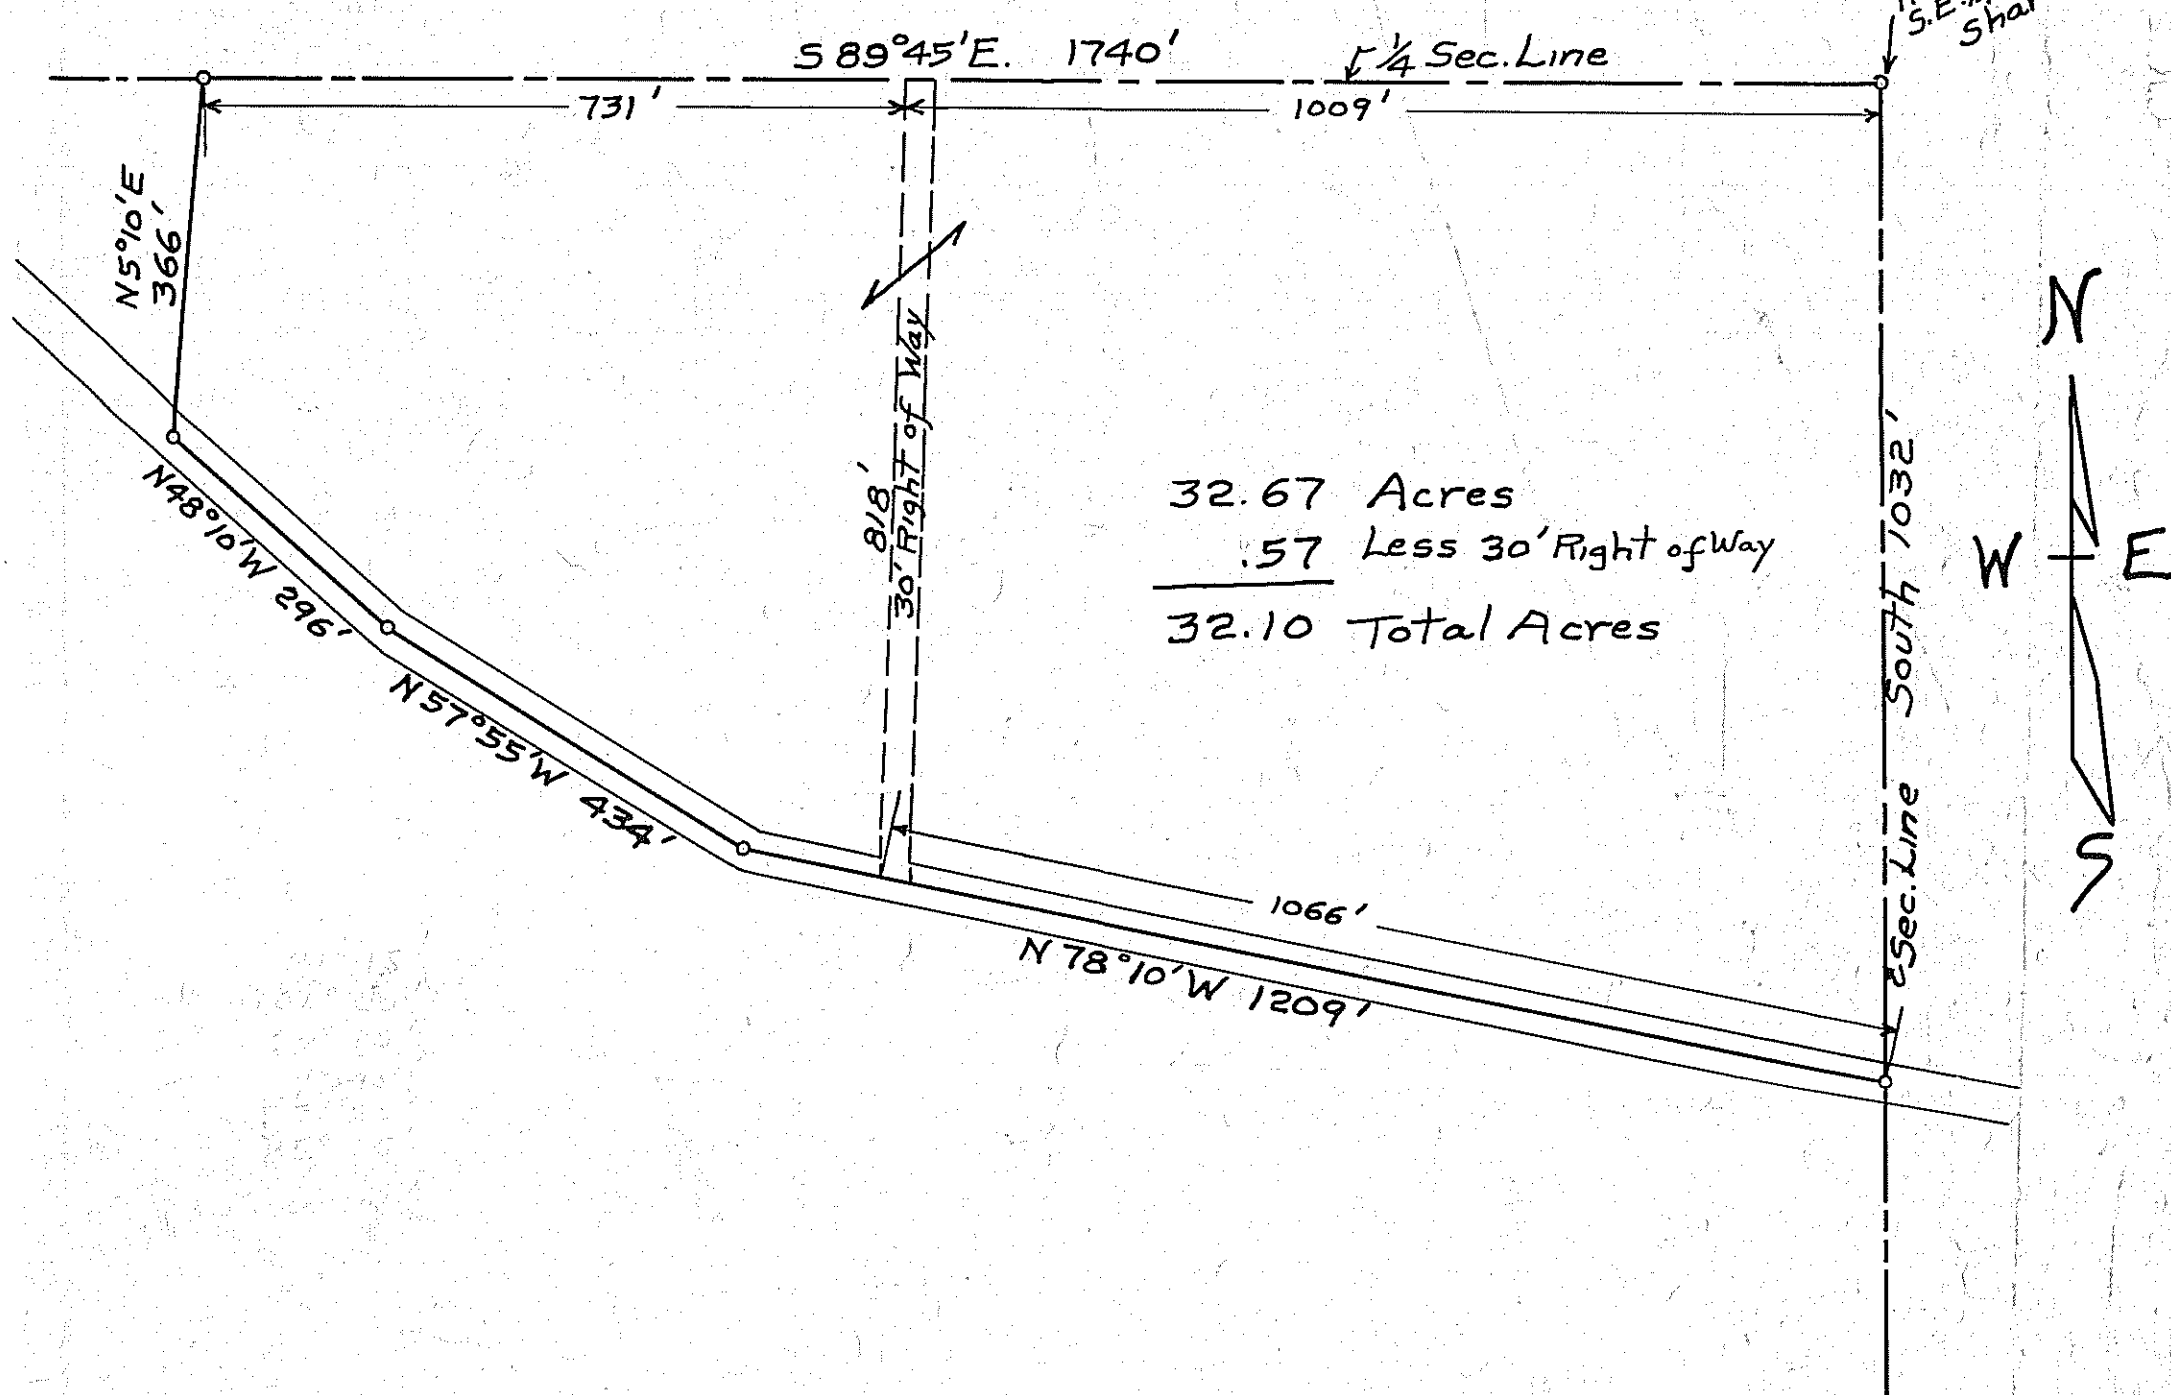 S.E.
Shar
S 89°45'E. 1740'
¼ Sec. Line
731'
1009'
N5°10'E
366'
N
W E
S
818'
30' Right of Way
32.67 Acres
.57 Less 30' Right of Way
32.10 Total Acres
Sec. Line South 1032'
N48°10'W 296'
N57°55'W 434'
1066'
N 78°10'W 1209'